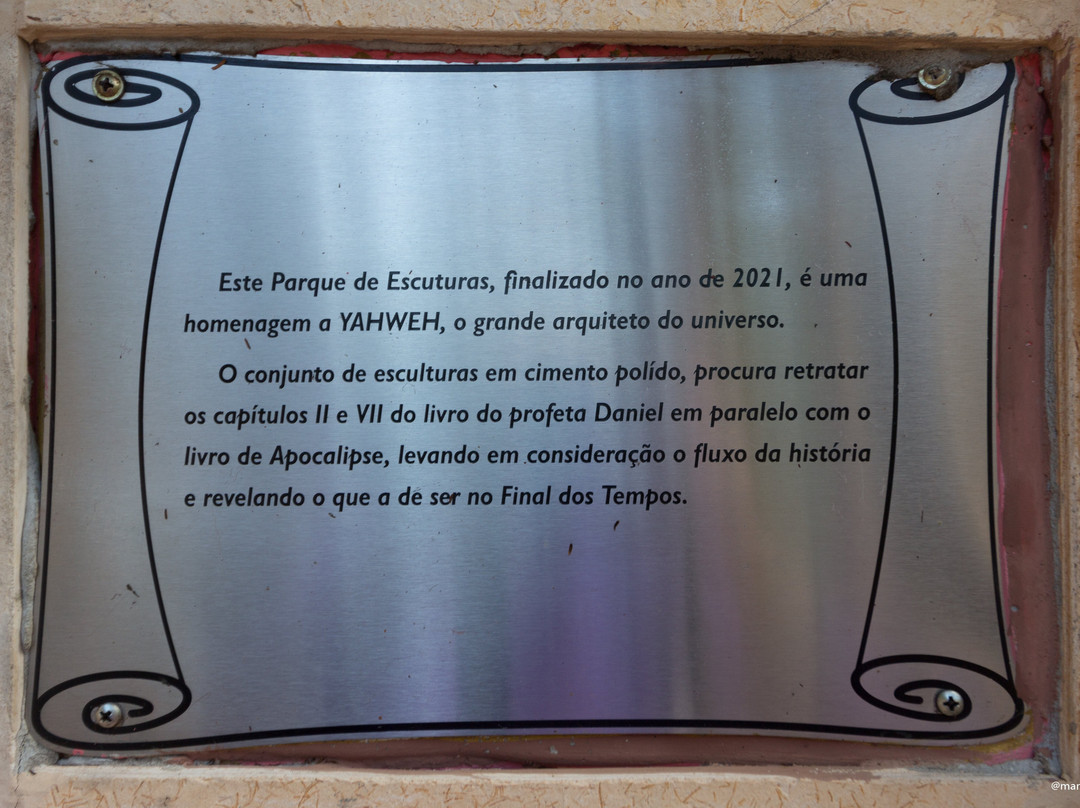 Este Parque de Escuturas, finalizado no ano de 2021, é uma
homenagem a YAHWEH, o grande arquiteto do universo.
O conjunto de esculturas em cimento polído, procura retratar
os capítulos II e VII do livro do profeta Daniel em paralelo com o
livro de Apocalipse, levando em consideração o fluxo da história
e revelando o que a de ser no Final dos Tempos.